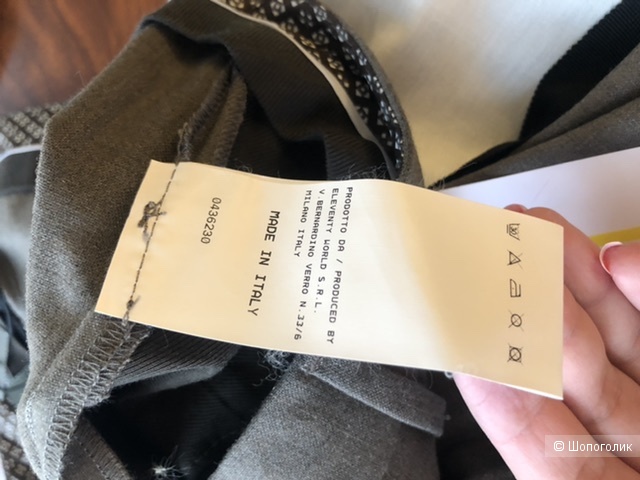 PRODOTTO DA / PRODUCED BY
ELEVENTY WORLD S.R.L.
V.BERNARDINO VERRO N.33/6
MILANO ITALY
MADE IN ITALY
0436230
© Шопоголик